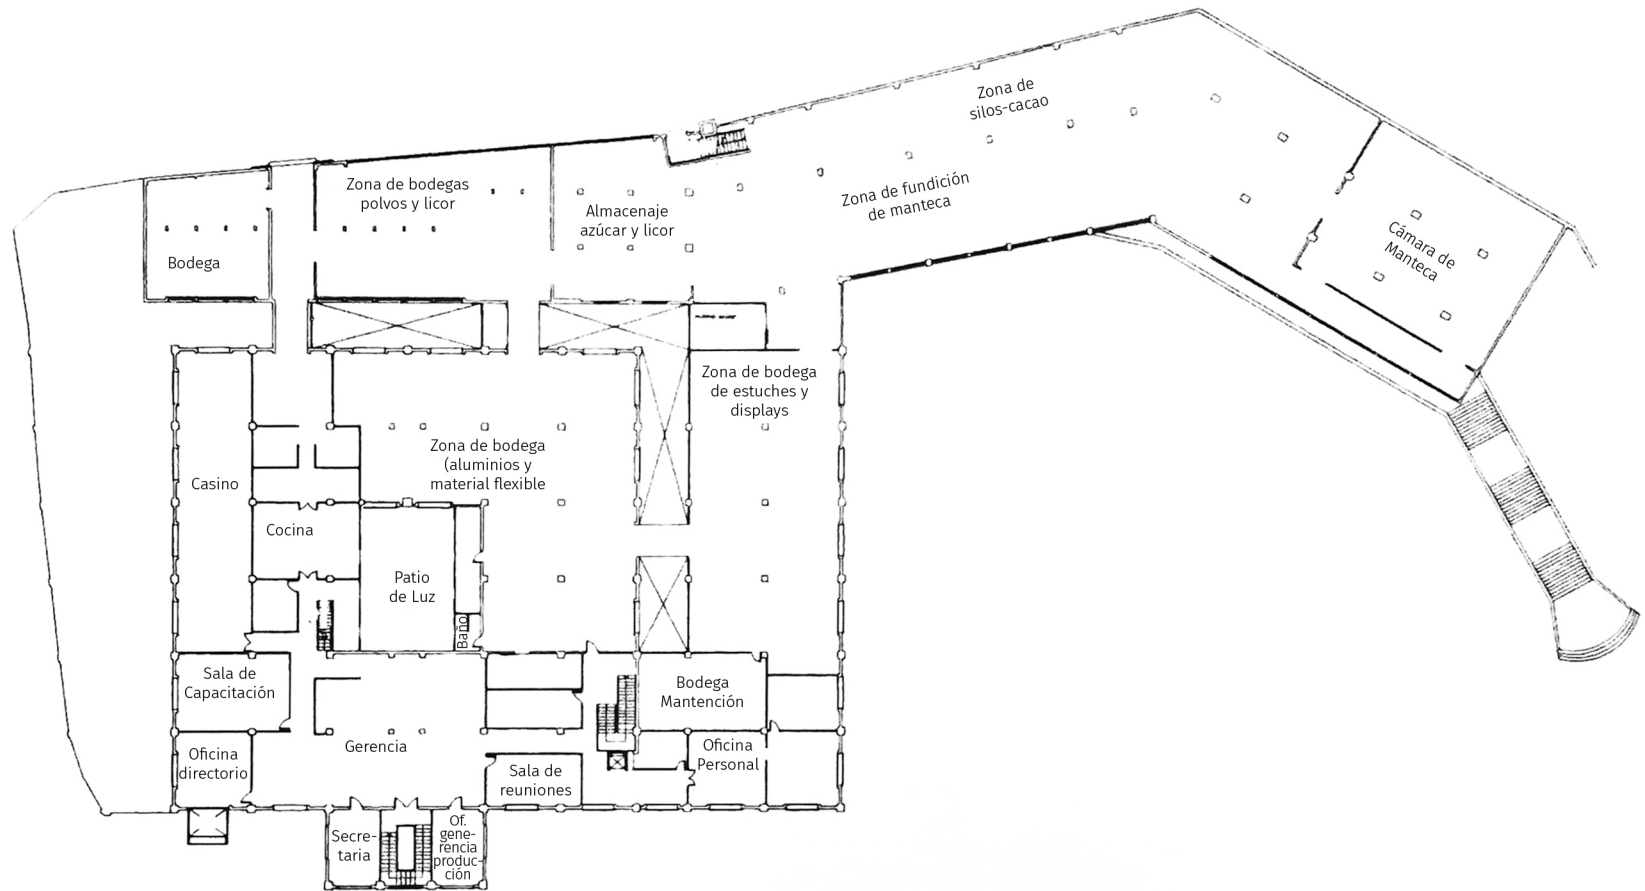 Zona de
silos-cacao
Zona de fundición
de manteca
Zona de bodegas
polvos y licor
Almacenaje
azúcar y licor
Bodega
Cámara de
Manteca
Zona de bodega
de estuches y
displays
Zona de bodega
(aluminios y
material flexible
Casino
Cocina
Patio
de Luz
Baño
Sala de
Capacitación
Bodega
Mantención
Gerencia
Oficina
directorio
Oficina
Personal
Sala de
reuniones
Secre-
taria
Of.
gene-
rencia
produc-
ción